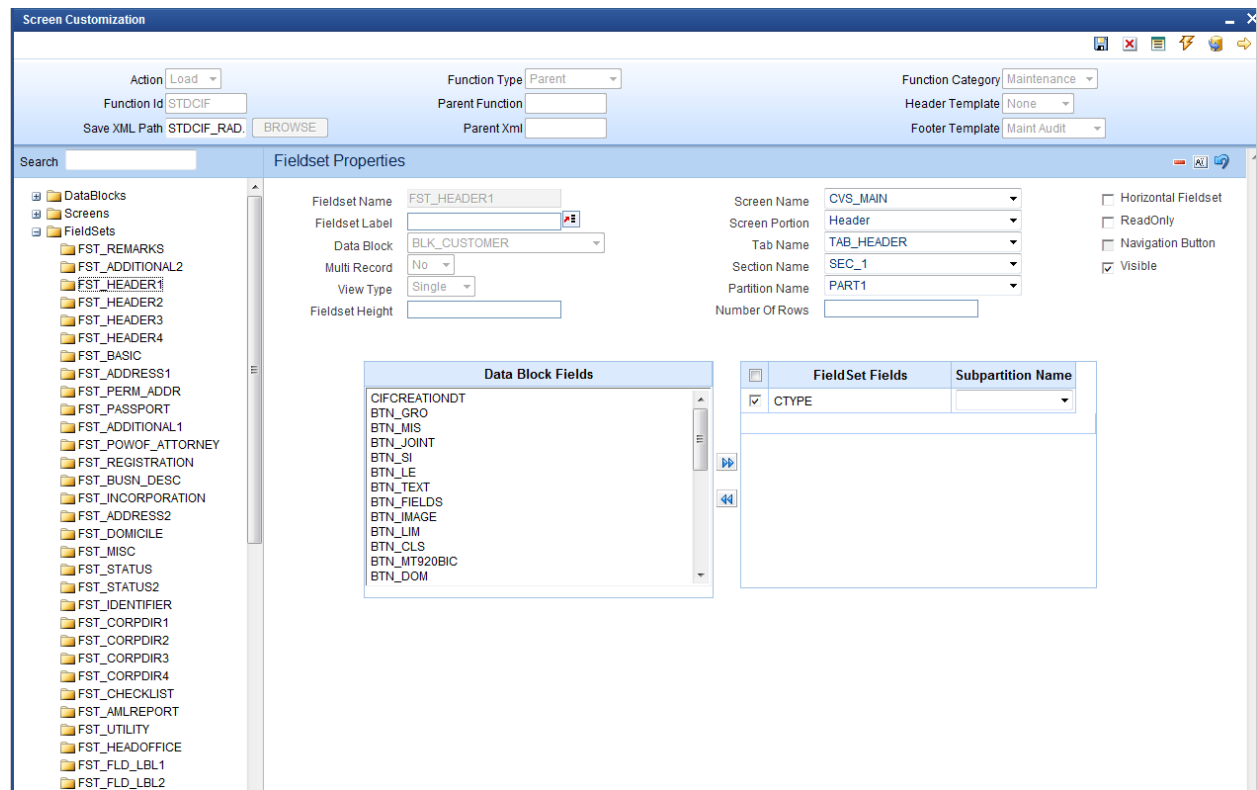 Screen Customization
Action Load Function Type Parent Function Category Maintenance
Function Id STDCIF Parent Function Header Template None
Save XML Path STDCIF_RAD. BROWSE Parent Xml Footer Template Maint Audit
Search
DataBlocks
Screens
FieldSets
FST_REMARKS
FST_ADDITIONAL2
FST_HEADER1
FST_HEADER2
FST_HEADER3
FST_HEADER4
FST_BASIC
FST_ADDRESS1
FST_PERM_ADDR
FST_PASSPORT
FST_ADDITIONAL1
FST_POWOF_ATTORNEY
FST_REGISTRATION
FST_BUSN_DESC
FST_INCORPORATION
FST_ADDRESS2
FST_DOMICILE
FST_MISC
FST_STATUS
FST_STATUS2
FST_IDENTIFIER
FST_CORPDIR1
FST_CORPDIR2
FST_CORPDIR3
FST_CORPDIR4
FST_CHECKLIST
FST_AMLREPORT
FST_UTILITY
FST_HEADOFFICE
FST_FLD_LBL1
FST_FLD_LBL2
Fieldset Properties
Fieldset Name FST_HEADER1 Screen Name CVS_MAIN Horizontal Fieldset
Fieldset Label Screen Portion Header ReadOnly
Data Block BLK_CUSTOMER Tab Name TAB_HEADER Navigation Button
Multi Record No Section Name SEC_1 Visible
View Type Single Partition Name PART1
Fieldset Height Number Of Rows
Data Block Fields
CIFCREATIONDT
BTN_GRO
BTN_MIS
BTN_JOINT
BTN_SI
BTN_LE
BTN_TEXT
BTN_FIELDS
BTN_IMAGE
BTN_LIM
BTN_CLS
BTN_MT920BIC
BTN_DOM
FieldSet Fields Subpartition Name
CTYPE